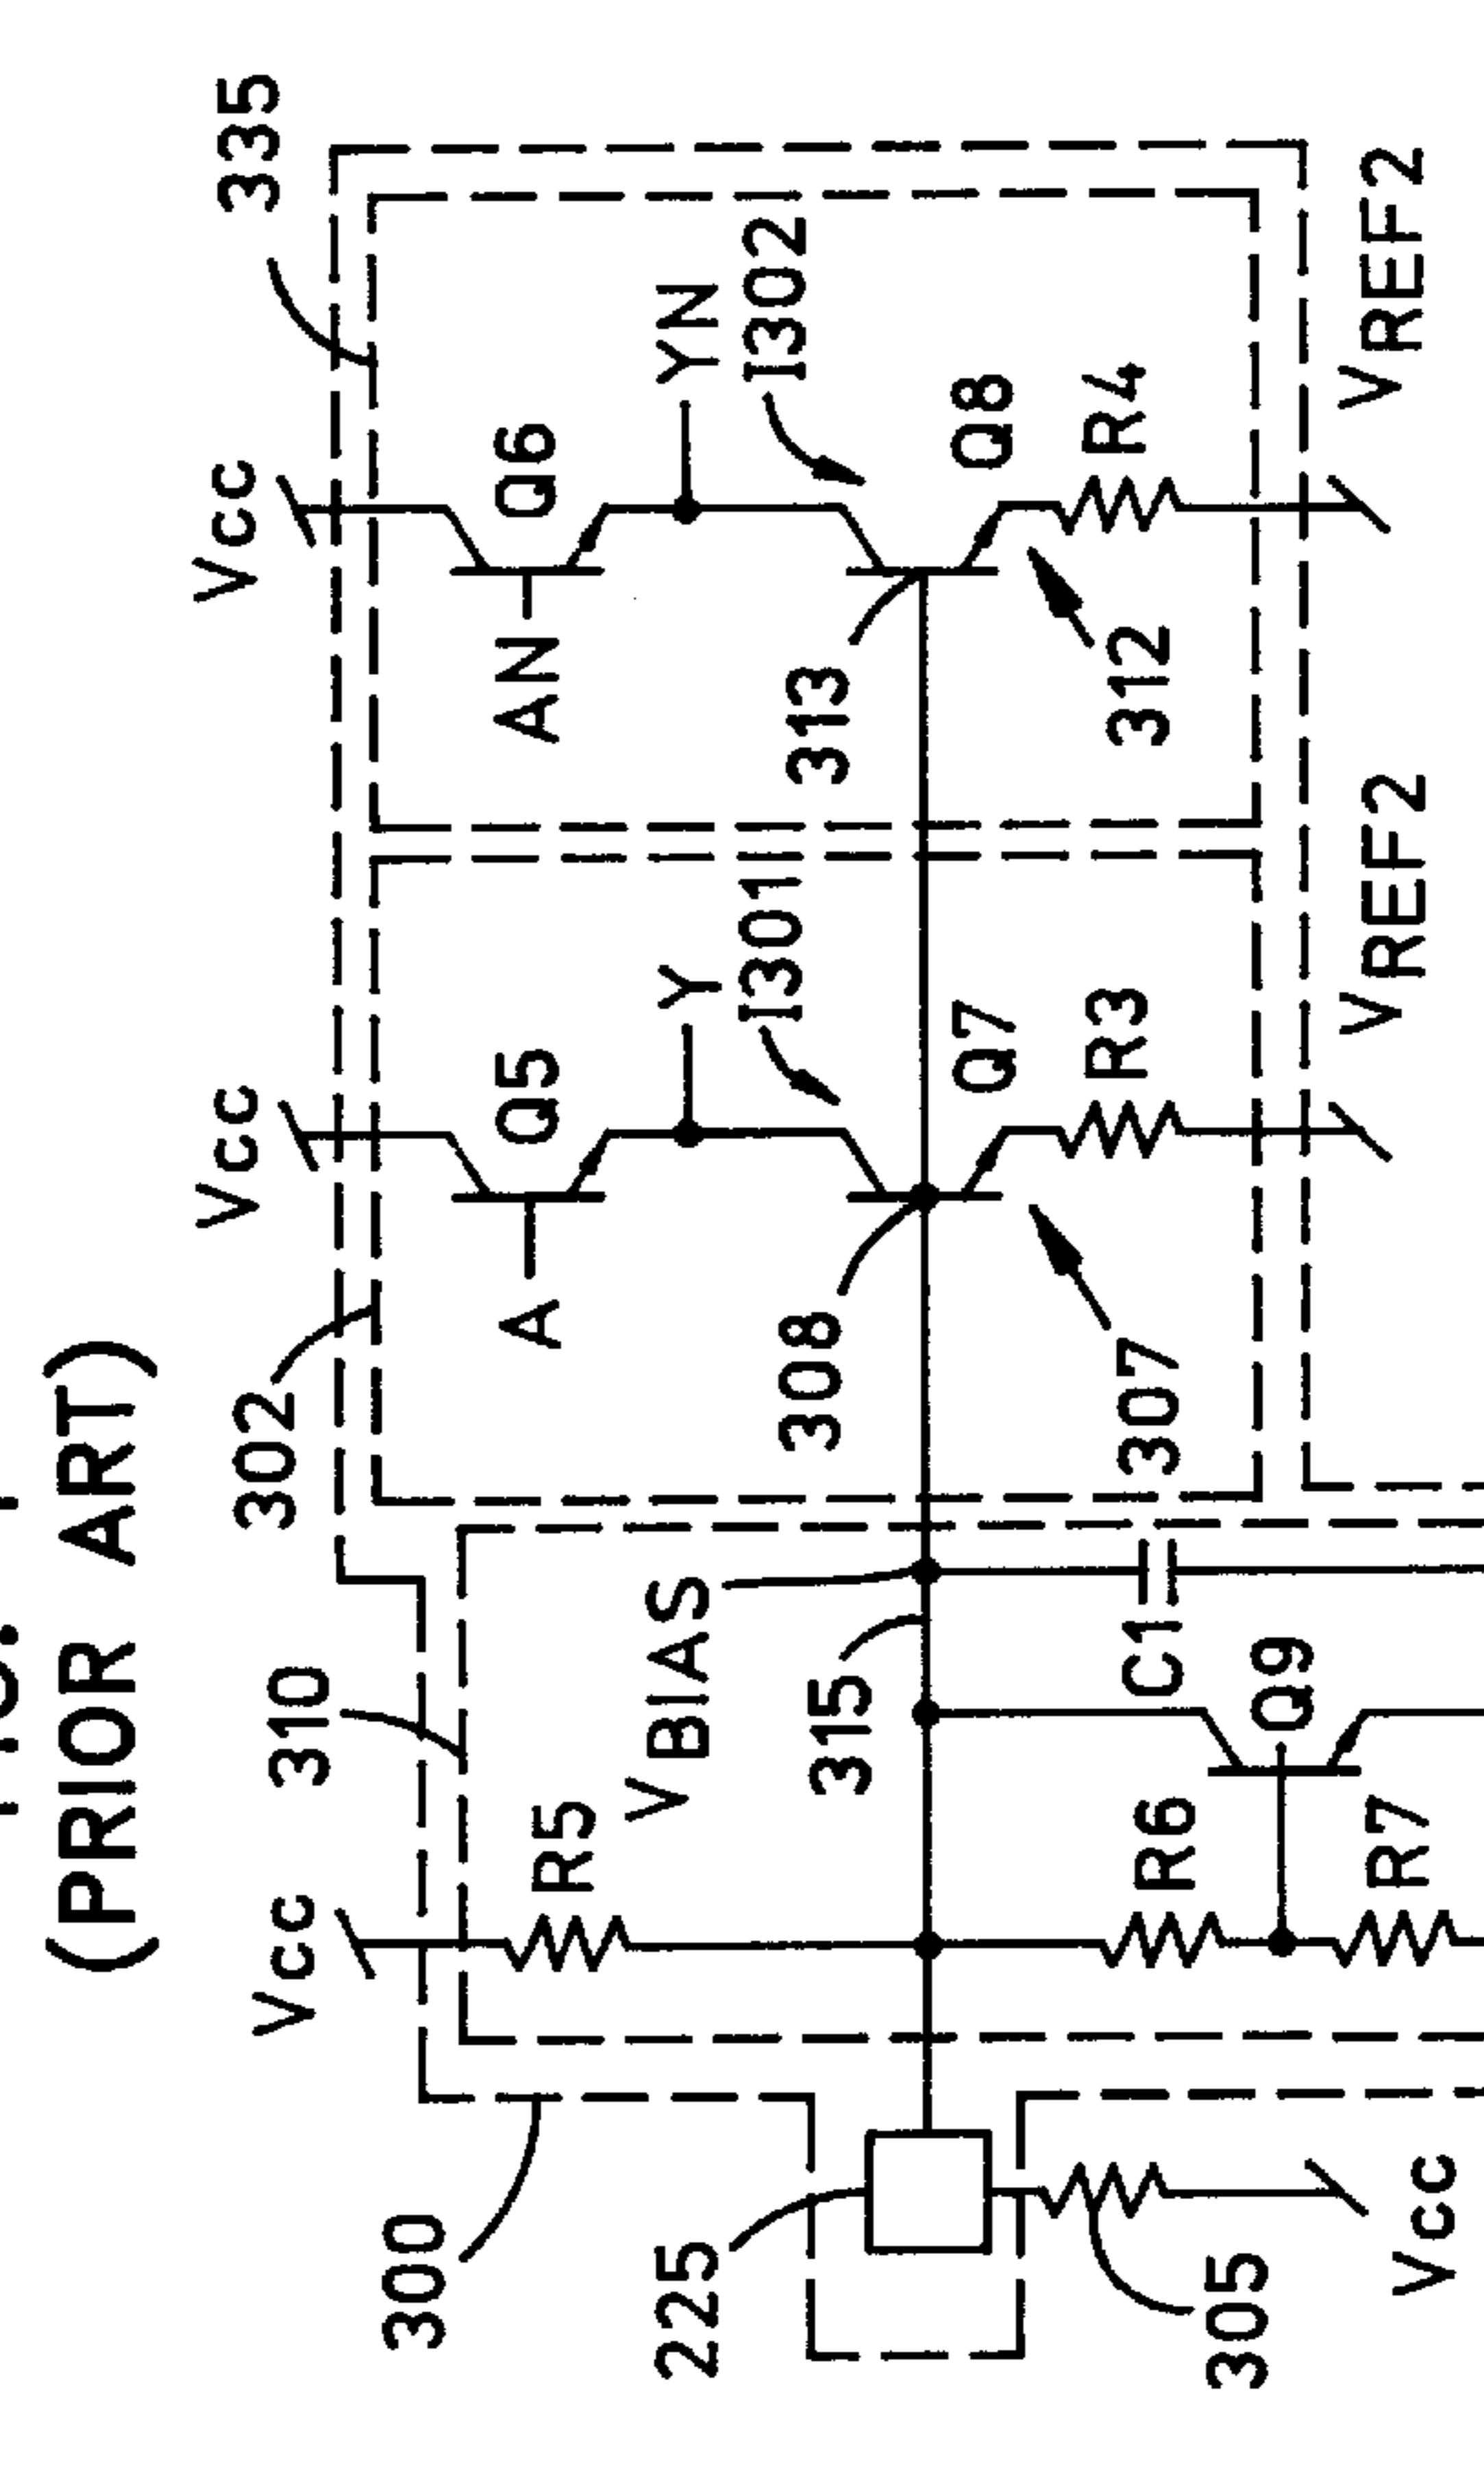 (PRIOR ART)
Vcc
Vcc
Vcc
300
310
302
335
R5
A
Q5
AN
Q6
Y
YN
225
VBIAS
I301
I302
315
308
313
Q7
Q8
305
R6
C1
307
R3
312
R4
Q9
R7
Vcc
VREF2
VREF2